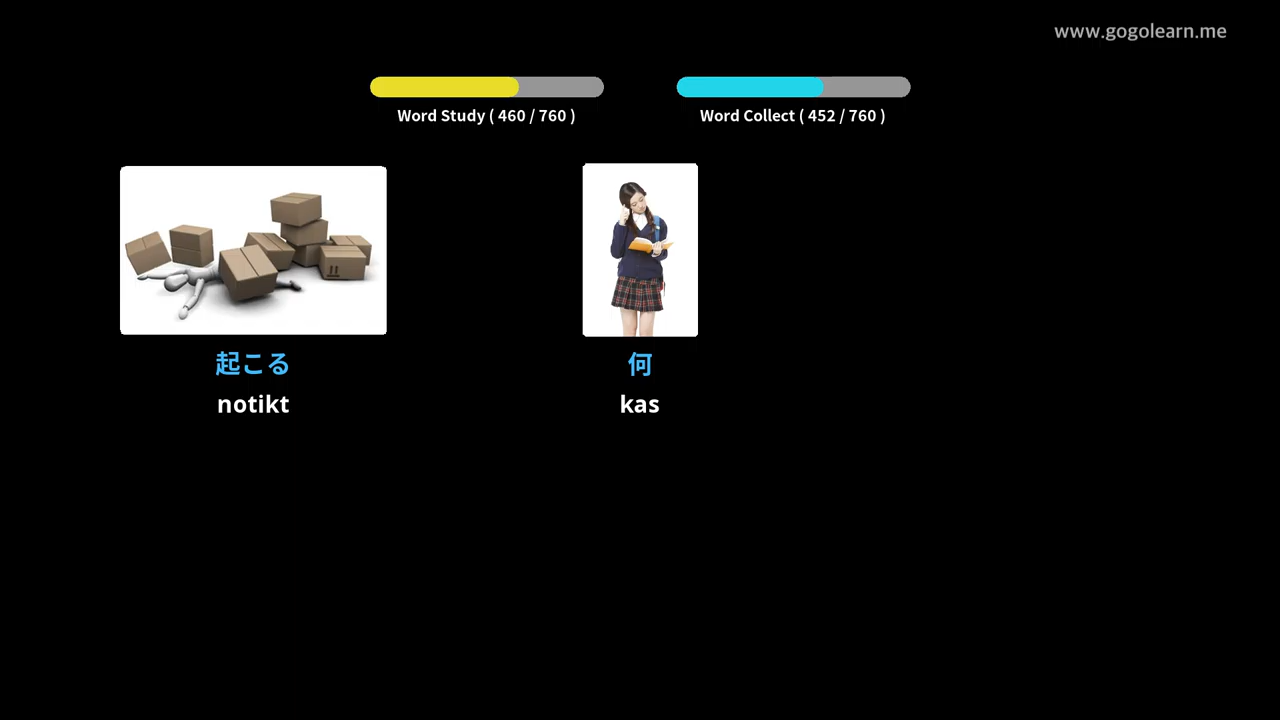 www.gogolearn.me
Word Study ( 460 / 760 )
Word Collect ( 452 / 760 )
起こる
何
notikt
kas